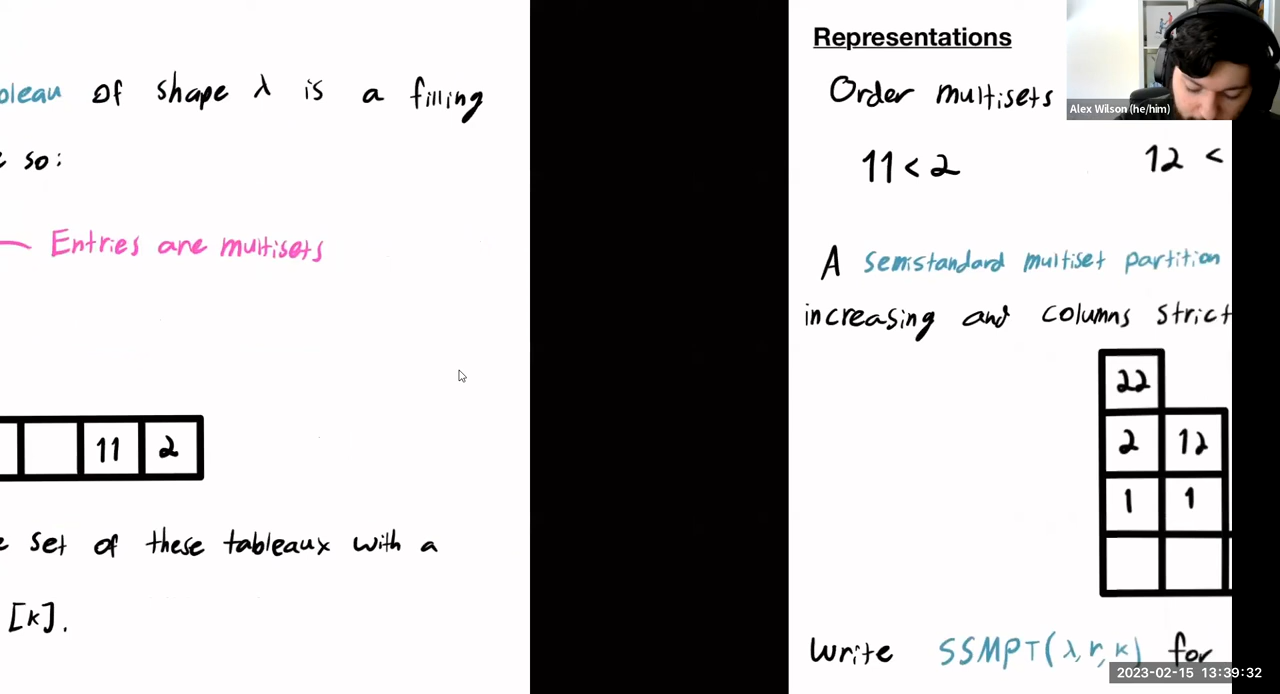 of shape λ is a filling
so:
Entries are multisets
11 2
set of these tableaux with a
[k].
Representations
Order multisets
11 < 2 12 <
A semistandard multiset partition
increasing and columns strict
22
2 12
1 1
Write SSMPT(λ, r, k) for
Alex Wilson (he/him)
2023-02-15 13:39:32